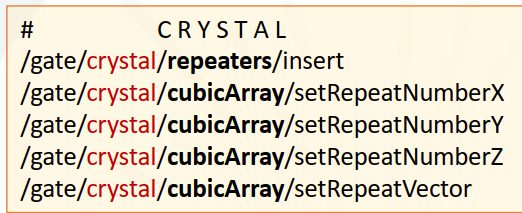 # C R Y S T A L
/gate/crystal/repeaters/insert
/gate/crystal/cubicArray/setRepeatNumberX
/gate/crystal/cubicArray/setRepeatNumberY
/gate/crystal/cubicArray/setRepeatNumberZ
/gate/crystal/cubicArray/setRepeatVector